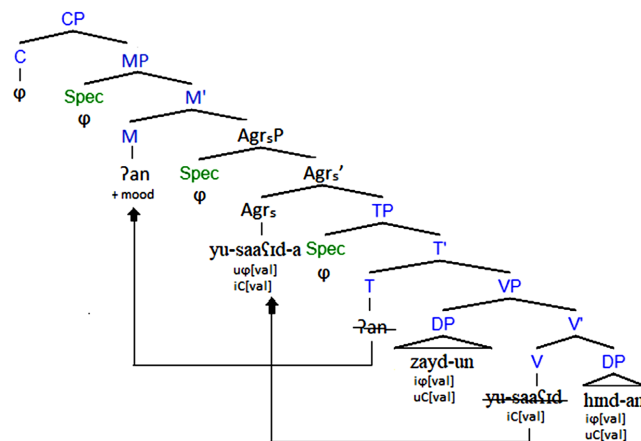 CP
C MP
φ Spec M'
φ
M AgrₛP
ʔan Spec Agrₛ'
+ mood φ
Agrₛ TP
yu-saaʕɪd-a Spec T'
uφ[val] φ
iC[val] T VP
ʔan DP V'
zayd-un V DP
iφ[val] yu-saaʕɪd hɪnd-an
uC[val] iC[val] iφ[val]
uC[val]